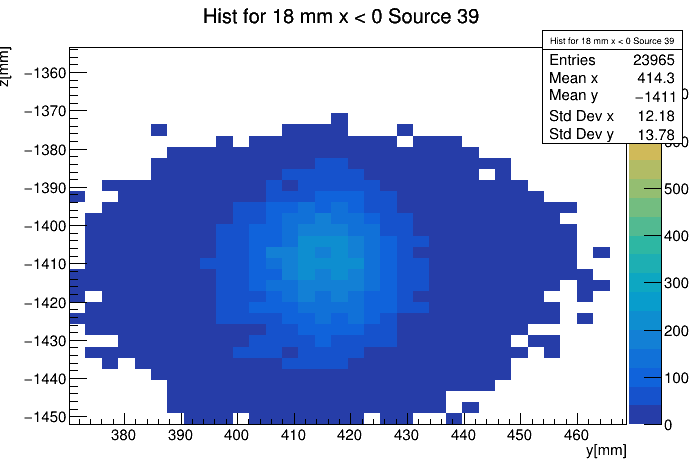 Hist for 18 mm x < 0 Source 39
Hist for 18 mm x < 0 Source 39
Entries 23965
Mean x 414.3
Mean y −1411
Std Dev x 12.18
Std Dev y 13.78
z[mm]
−1360
−1370
−1380
−1390
−1400
−1410
−1420
−1430
−1440
−1450
380 390 400 410 420 430 440 450 460
y[mm]
500
400
300
200
100
0